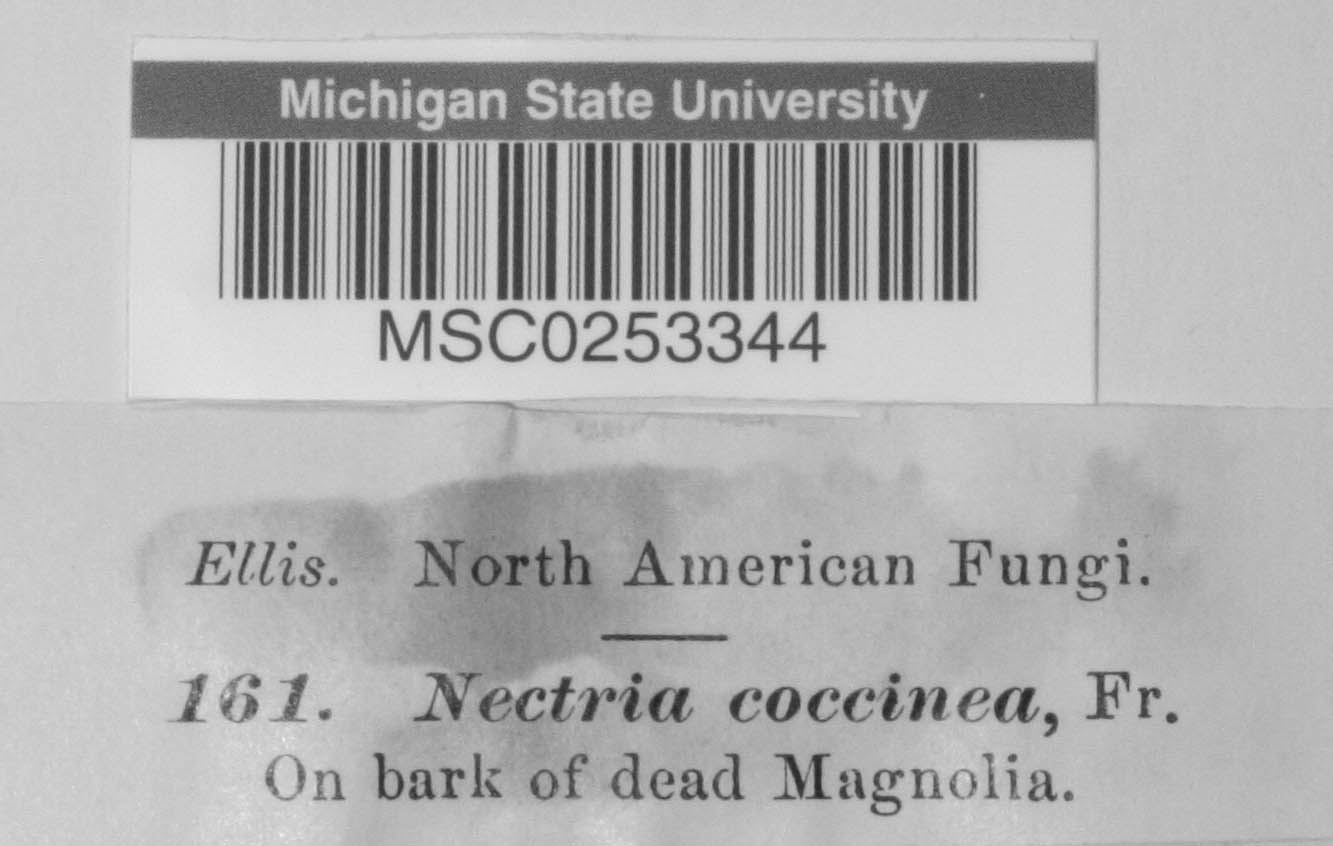 Michigan State University
MSC0253344
Ellis. North American Fungi.
161. Nectria coccinea, Fr.
On bark of dead Magnolia.